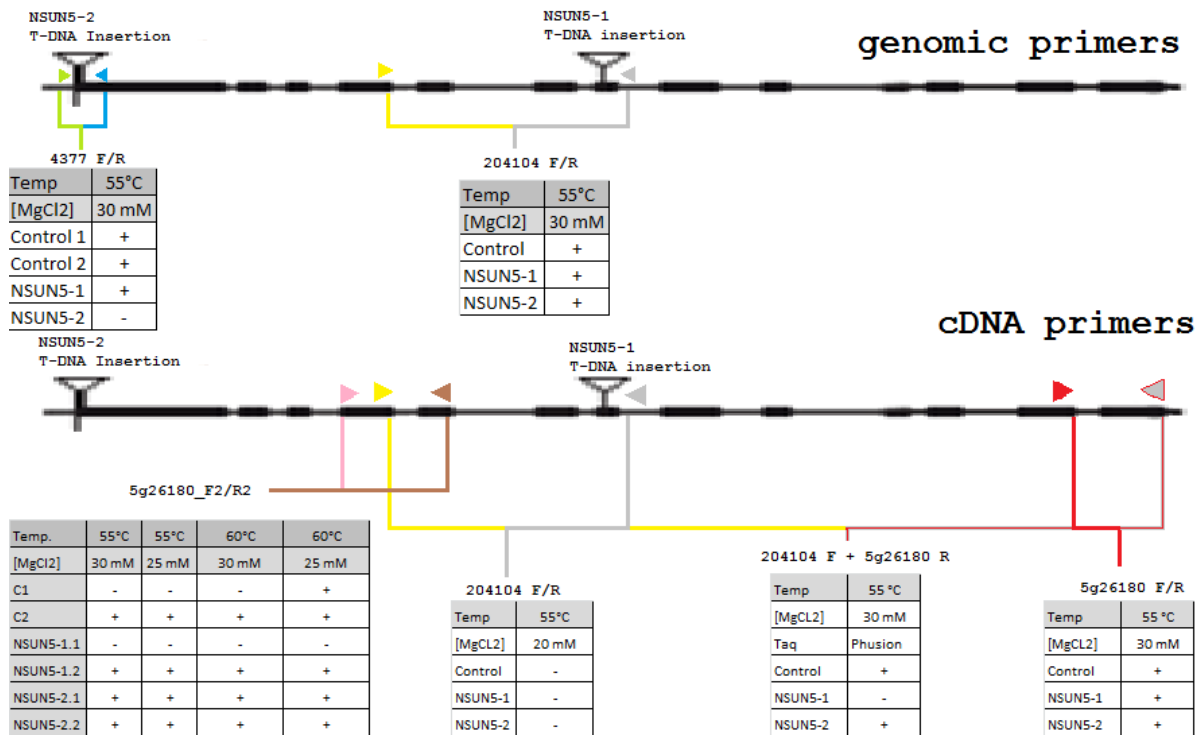 NSUN5-2
T-DNA Insertion
NSUN5-1
T-DNA insertion
genomic primers
4377 F/R
Temp 55°C
[MgCl2] 30 mM
Control 1 +
Control 2 +
NSUN5-1 +
NSUN5-2 -
204104 F/R
Temp 55°C
[MgCl2] 30 mM
Control +
NSUN5-1 +
NSUN5-2 +
cDNA primers
NSUN5-2
T-DNA Insertion
NSUN5-1
T-DNA insertion
5g26180_F2/R2
Temp. 55°C 55°C 60°C 60°C
[MgCl2] 30 mM 25 mM 30 mM 25 mM
C1 - - - +
C2 + + + +
NSUN5-1.1 - - - -
NSUN5-1.2 + + + +
NSUN5-2.1 + + + +
NSUN5-2.2 + + + +
204104 F/R
Temp 55°C
[MgCL2] 20 mM
Control -
NSUN5-1 -
NSUN5-2 -
204104 F + 5g26180 R
Temp 55 °C
[MgCL2] 30 mM
Taq Phusion
Control +
NSUN5-1 -
NSUN5-2 +
5g26180 F/R
Temp 55 °C
[MgCL2] 30 mM
Control +
NSUN5-1 +
NSUN5-2 +